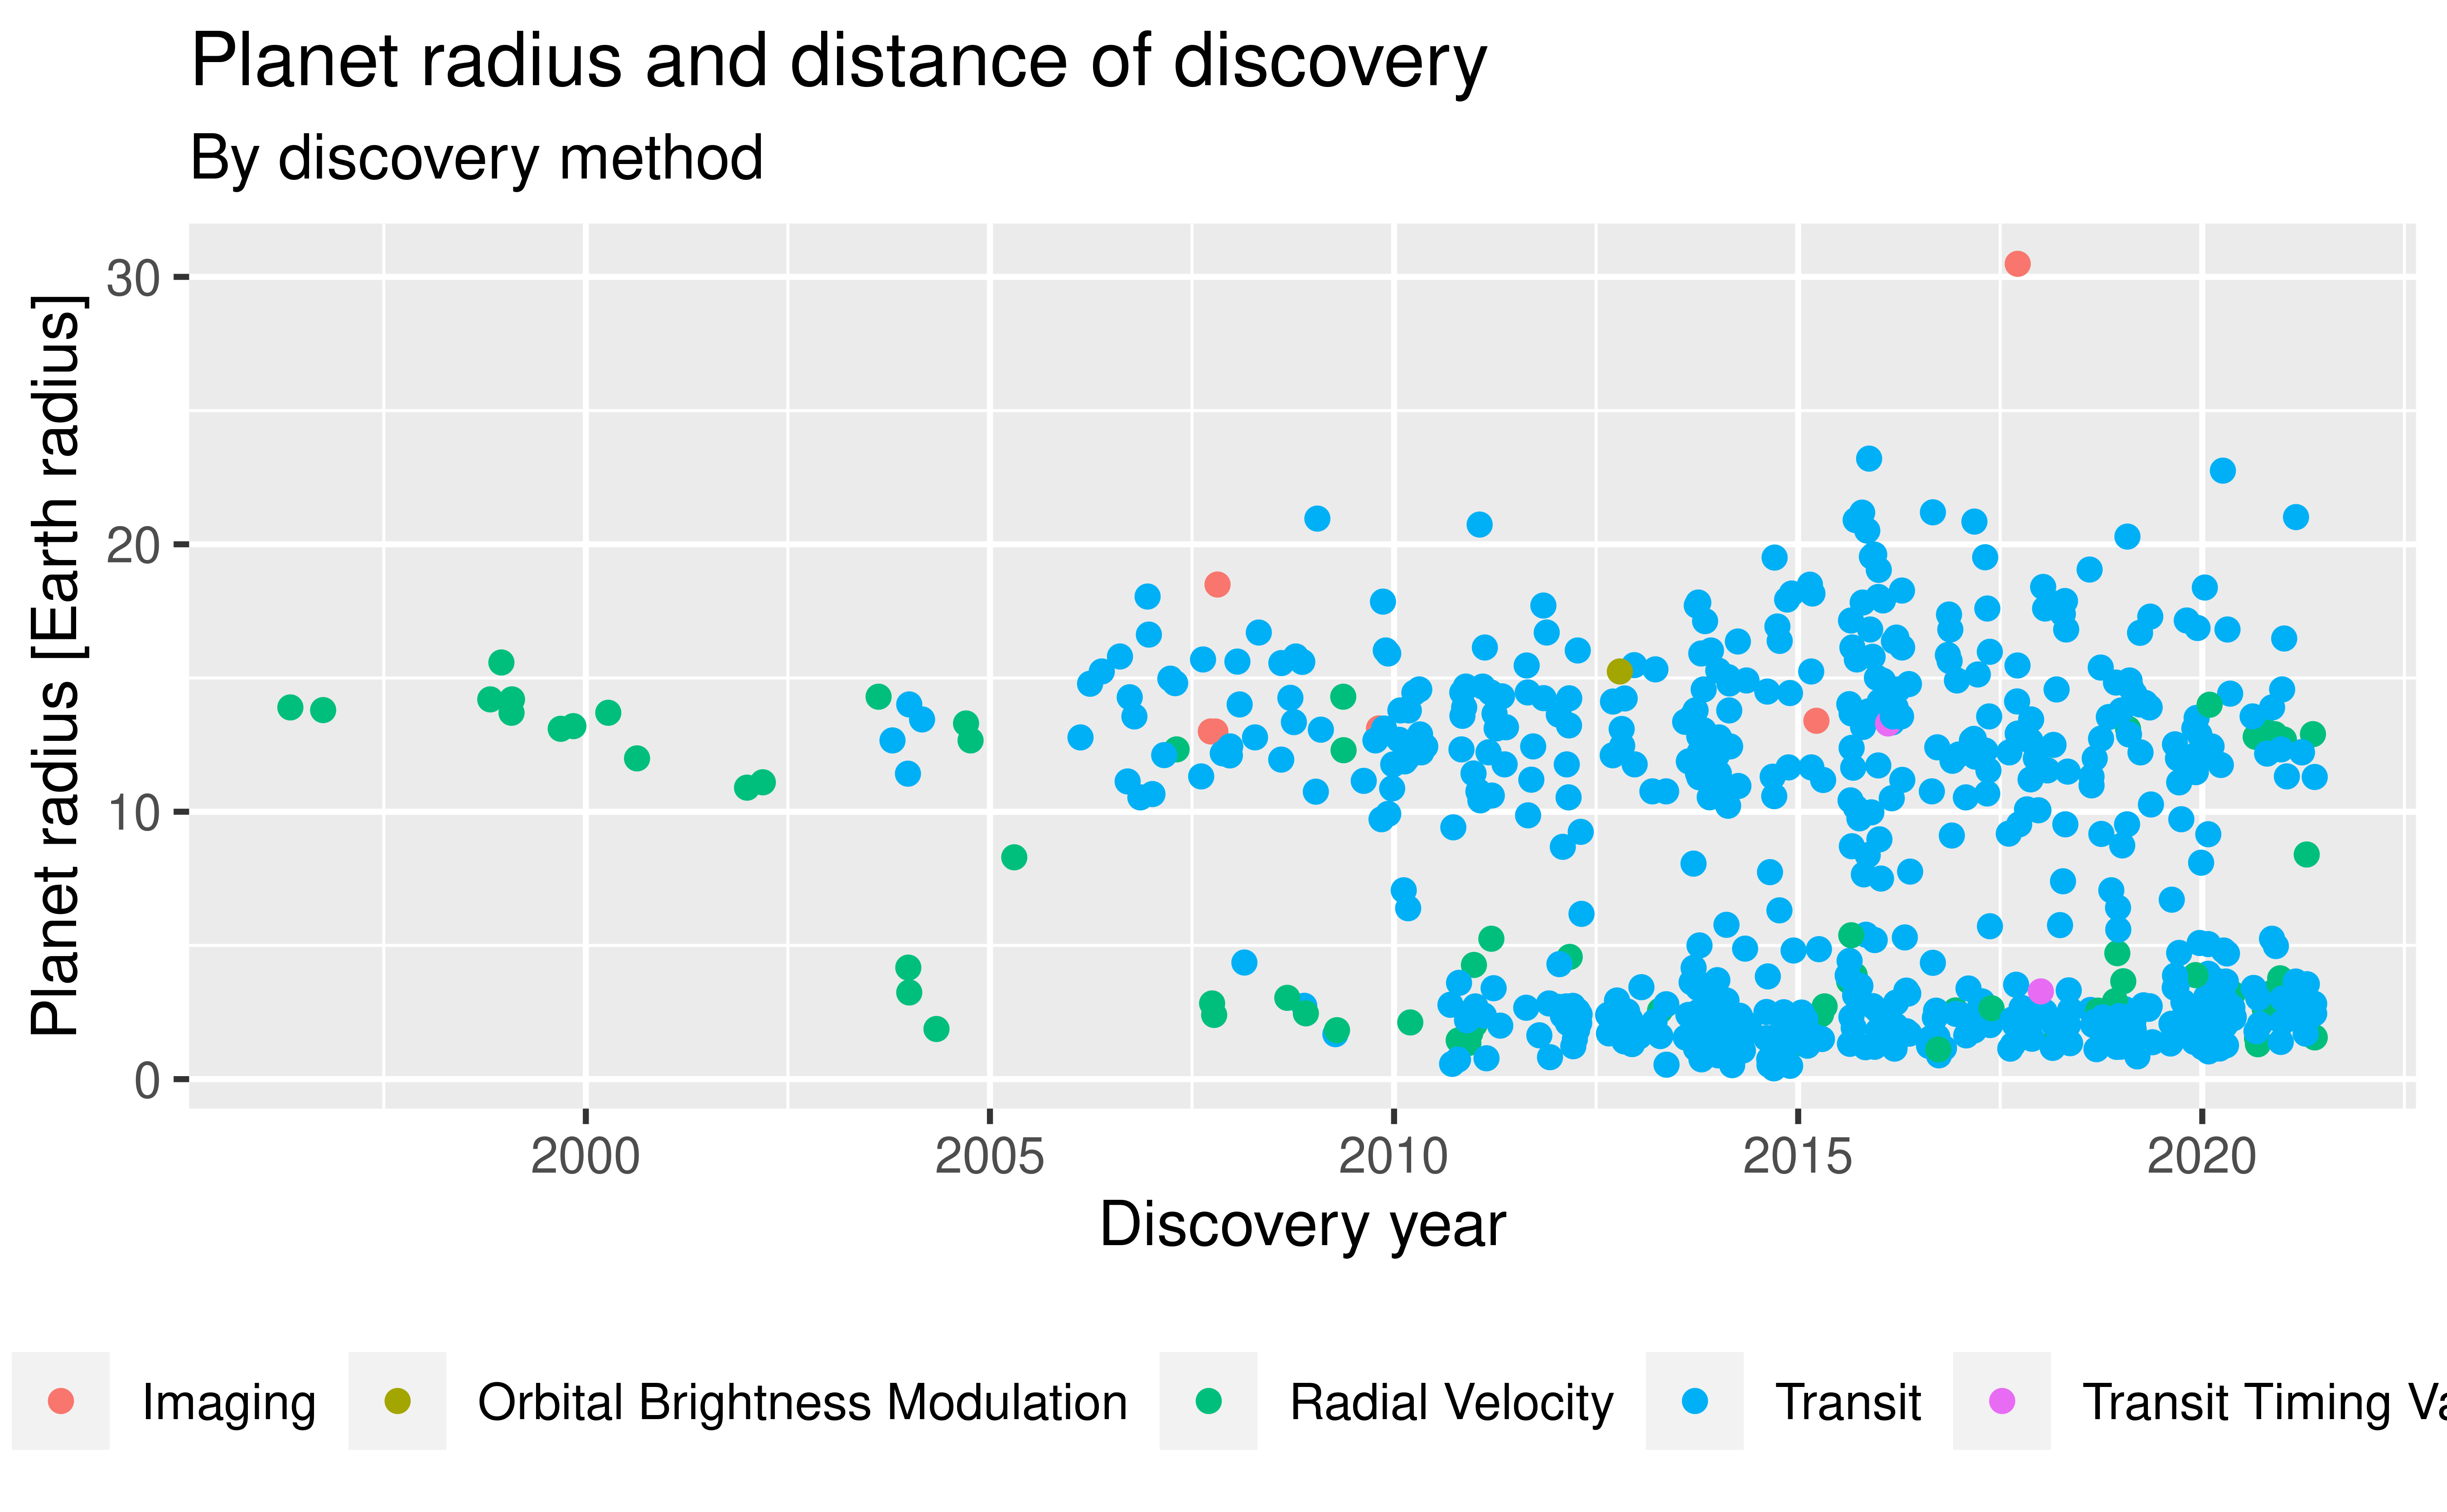 Planet radius and distance of discovery
By discovery method
Planet radius [Earth radius]
30
20
10
0
2000 2005 2010 2015 2020
Discovery year
Imaging Orbital Brightness Modulation Radial Velocity Transit Transit Timing Va